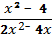 x² − 4
2x² − 4x